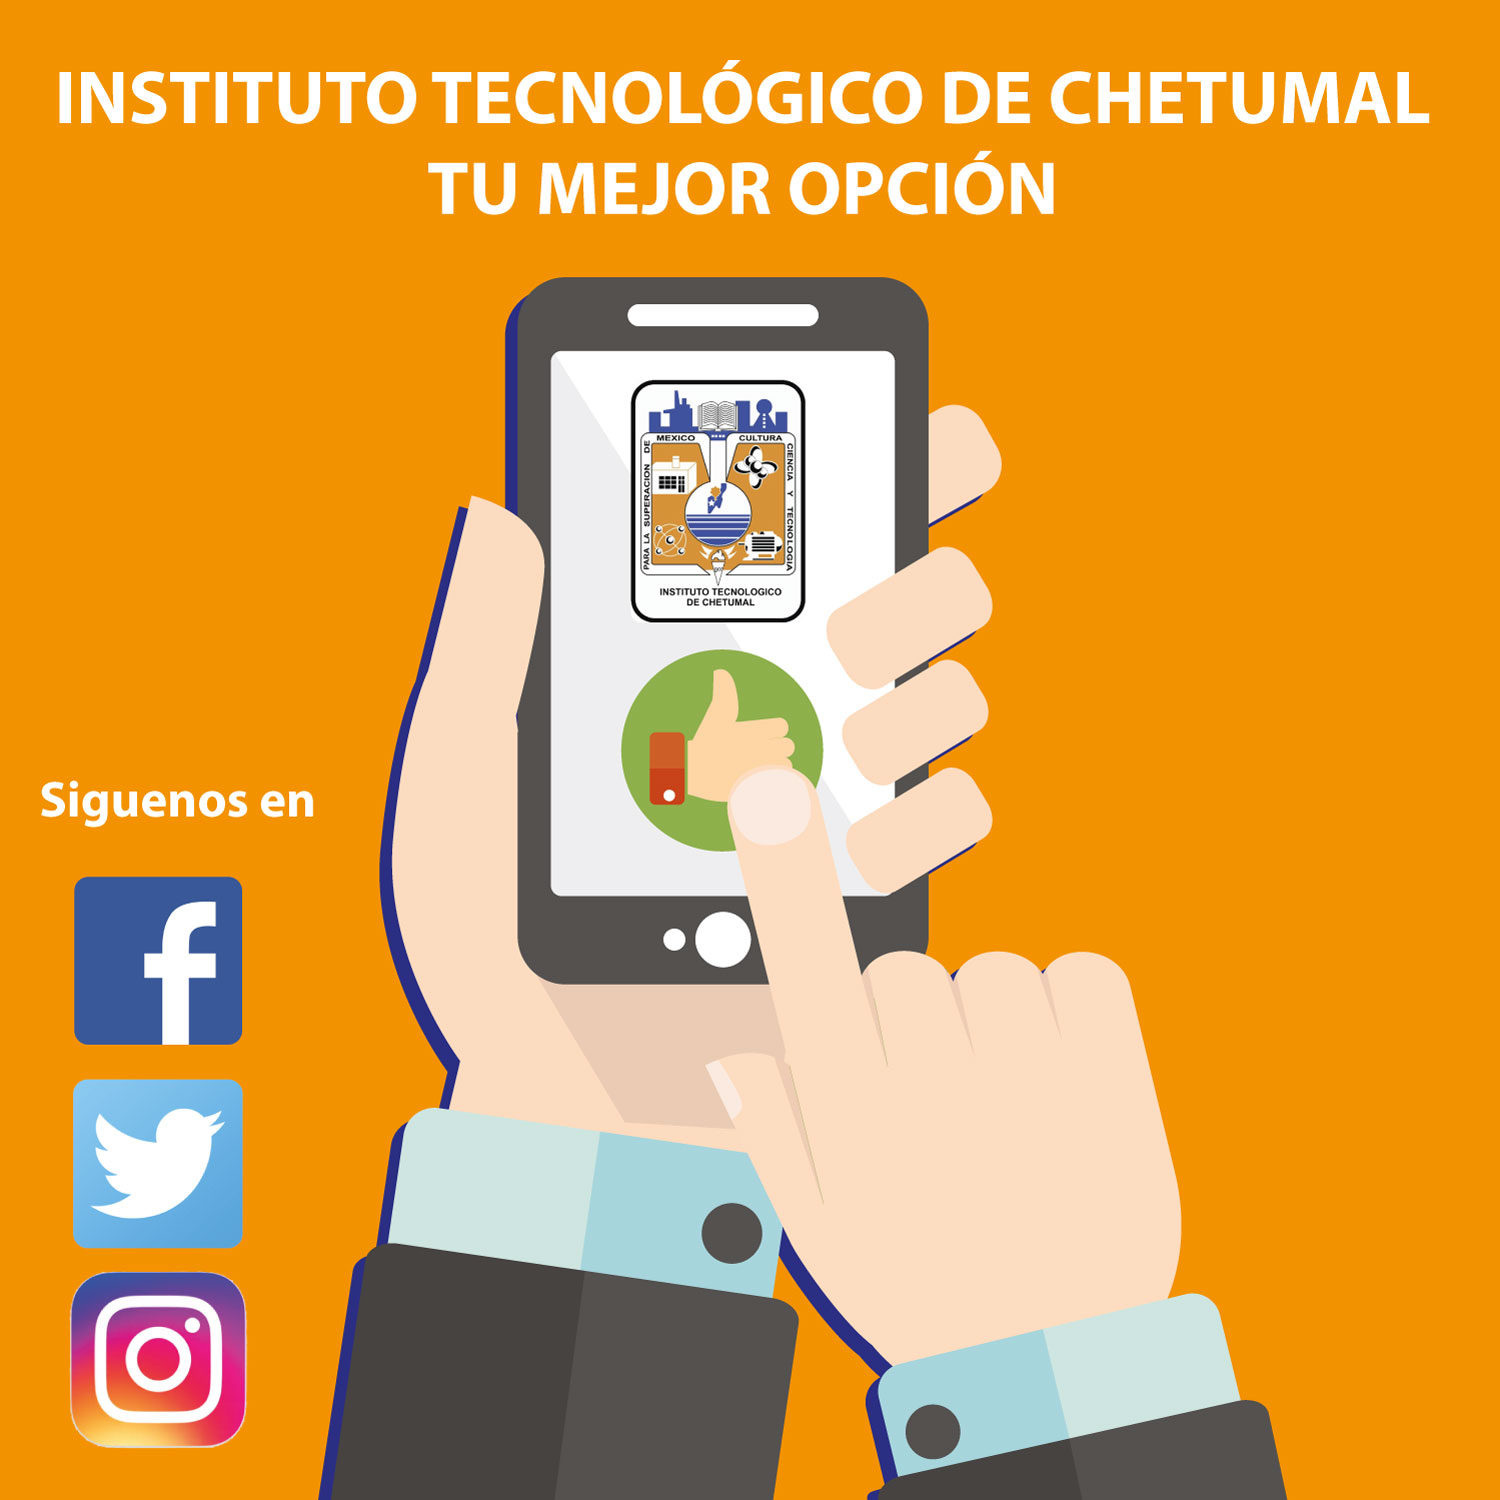 INSTITUTO TECNOLÓGICO DE CHETUMAL
TU MEJOR OPCIÓN
PARA LA SUPERACION DE
MEXICO
CULTURA
CIENCIA Y TECNOLOGIA
INSTITUTO TECNOLOGICO
DE CHETUMAL
Siguenos en
f